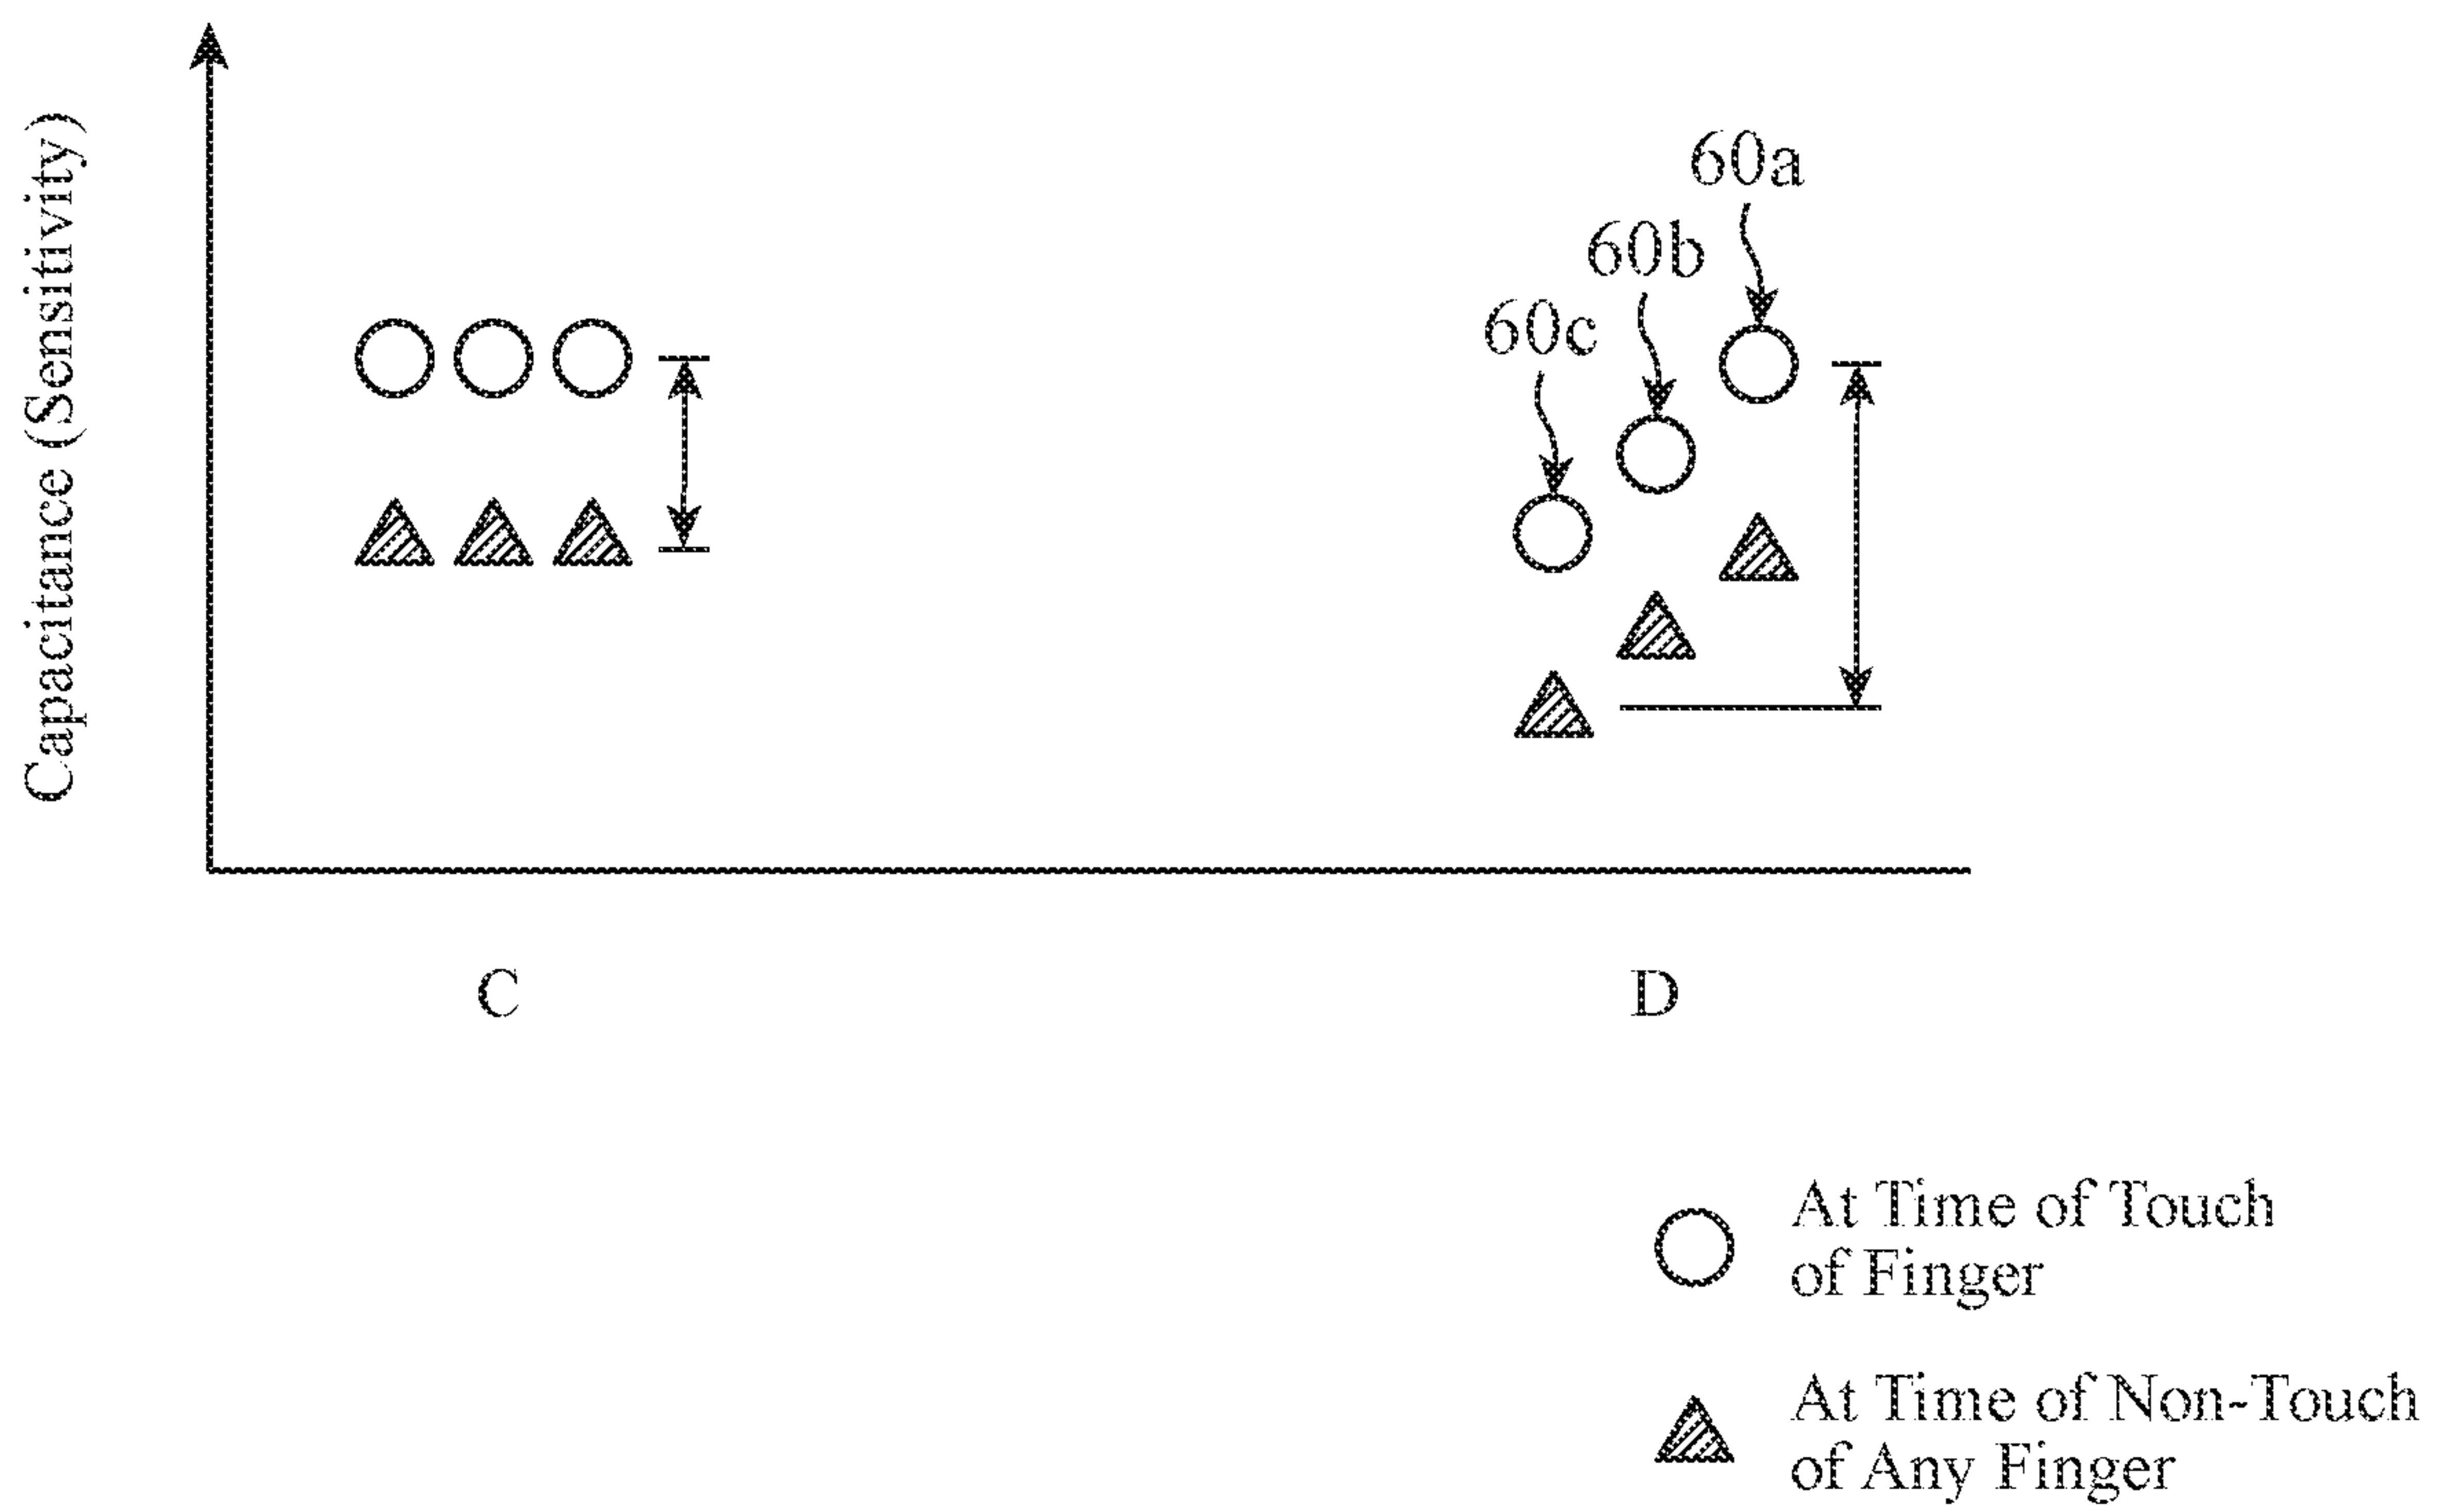 Capacitance (Sensitivity)
60a
60b
60c
C
D
At Time of Touch
of Finger
At Time of Non-Touch
of Any Finger